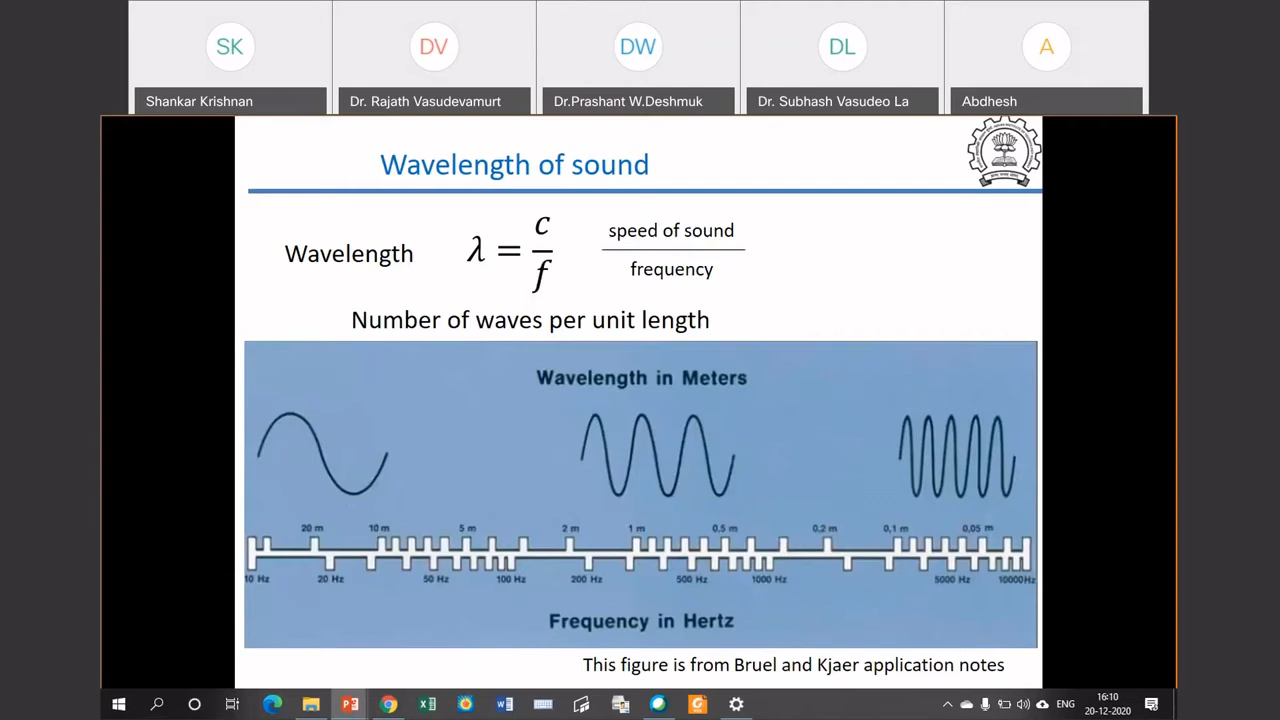 SK DV DW DL A
Shankar Krishnan Dr. Rajath Vasudevamurt Dr.Prashant W.Deshmuk Dr. Subhash Vasudeo La Abdhesh
Wavelength of sound
Wavelength λ = c/f speed of sound
frequency
Number of waves per unit length
Wavelength in Meters
20 m 10 m 5 m 2 m 1 m 0,5 m 0,2 m 0,1 m 0,05 m
10 Hz 20 Hz 50 Hz 100 Hz 200 Hz 500 Hz 1000 Hz 5000 Hz 10000Hz
Frequency in Hertz
This figure is from Bruel and Kjaer application notes
ENG 16:10
20-12-2020